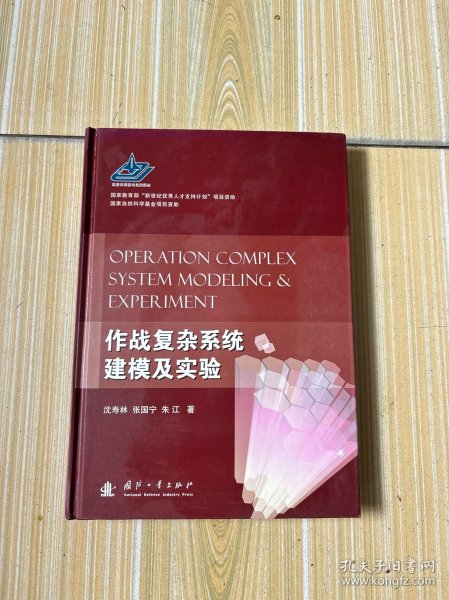 国家教育部“新世纪优秀人才支持计划”项目资助
国家自然科学基金项目资助
OPERATION COMPLEX
SYSTEM MODELING &
EXPERIMENT
作战复杂系统
建模及实验
沈寿林 张国宁 朱江 著
国防工业出版社
National Defense Industry Press
孔夫子旧书网
www.kongfz.com